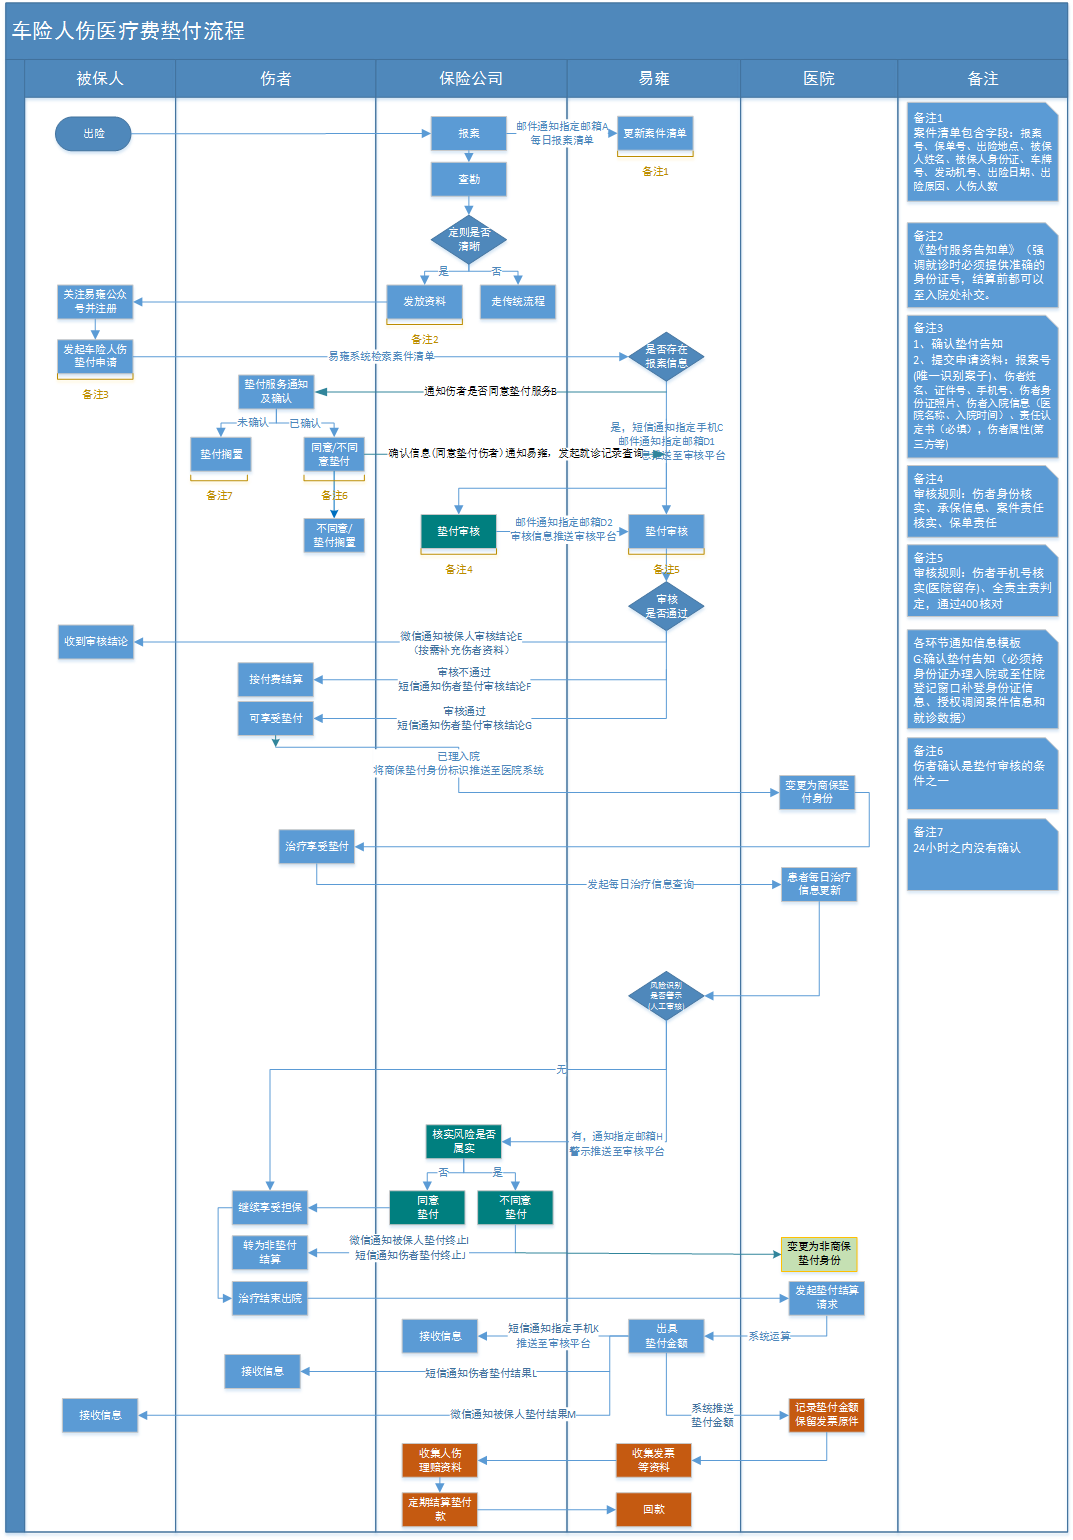 车险人伤医疗费垫付流程
被保人
伤者
保险公司
易雍
医院
备注
出险
报案
邮件通知指定邮箱A
每日报案清单
更新案件清单
备注1
查勘
定则是否
清晰
是
否
发放资料
走传统流程
备注2
关注易雍公众
号并注册
发起车险人伤
垫付申请
备注3
易雍系统检索案件清单
是否存在
报案信息
垫付服务通知
及确认
通知伤者是否同意垫付服务B
未确认
已确认
垫付搁置
备注7
同意/不同
意垫付
备注6
不同意/
垫付搁置
是，短信通知指定手机C
邮件通知指定邮箱D1
息推送至审核平台
确认信息(同意垫付伤者)通知易雍，发起就诊记录查询
垫付审核
备注4
邮件通知指定邮箱D2
审核信息推送审核平台
垫付审核
备注5
审核
是否通过
收到审核结论
微信通知被保人审核结论E
（按需补充伤者资料）
按付费结算
审核不通过
短信通知伤者垫付审核结论F
可享受垫付
审核通过
短信通知伤者垫付审核结论G
已理入院
将商保垫付身份标识推送至医院系统
变更为商保垫
付身份
治疗享受垫付
发起每日治疗信息查询
患者每日治疗
信息更新
风险识别
是否警示
(人工审核)
无
核实风险是否
属实
有，通知指定邮箱H
警示推送至审核平台
否
是
同意
垫付
不同意
垫付
继续享受担保
转为非垫付
结算
微信通知被保人垫付终止I
短信通知伤者垫付终止J
变更为非商保
垫付身份
治疗结束出院
发起垫付结算
请求
系统运算
出具
垫付金额
短信通知指定手机K
推送至审核平台
接收信息
接收信息
短信通知伤者垫付结果L
接收信息
微信通知被保人垫付结果M
系统推送
垫付金额
记录垫付金额
保留发票原件
收集人伤
理赔资料
收集发票
等资料
定期结算垫付
款
回款
备注1
案件清单包含字段：报案
号、保单号、出险地点、被保
人姓名、被保人身份证、车牌
号、发动机号、出险日期、出
险原因、人伤人数
备注2
《垫付服务告知单》（强
调就诊时必须提供准确的
身份证号，结算前都可以
至入院处补交。
备注3
1、确认垫付告知
2、提交申请资料：报案号
(唯一识别案子)、伤者姓
名、证件号、手机号、伤者身
份证照片、伤者入院信息（医
院名称、入院时间）、责任认
定书（必填），伤者属性(第
三方等)
备注4
审核规则：伤者身份核
实、承保信息、案件责任
核实、保单责任
备注5
审核规则：伤者手机号核
实(医院留存)、全责主责判
定，通过400核对
各环节通知信息模板
G:确认垫付告知（必须持
身份证办理入院或至住院
登记窗口补登身份证信
息、授权调阅案件信息和
就诊数据）
备注6
伤者确认是垫付审核的条
件之一
备注7
24小时之内没有确认